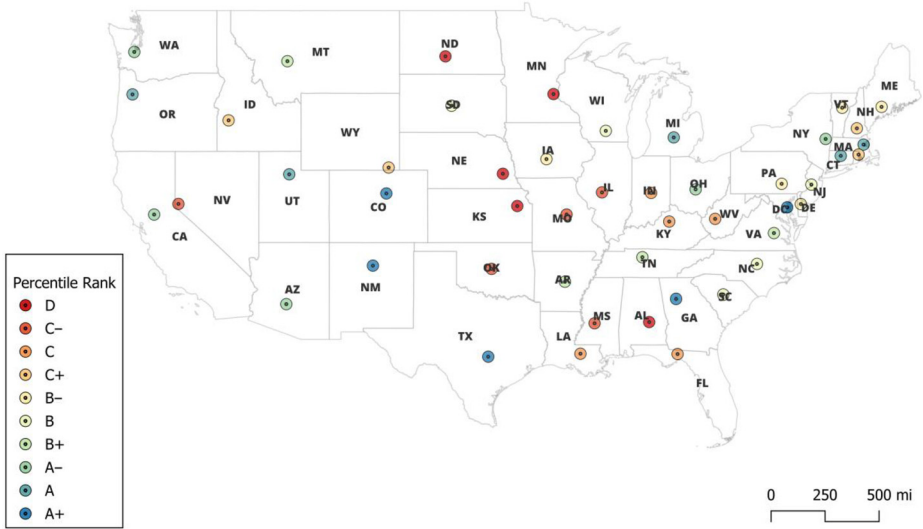 WA
MT
ND
MN
ME
OR
ID
SD
WI
VT
NH
WY
MI
NY
MA
IA
CT
NE
PA
NV
UT
CO
IL
IN
OH
NJ
DC
DE
KS
MO
WV
CA
KY
VA
AZ
NM
OK
AR
TN
NC
SC
TX
LA
MS
AL
GA
FL
Percentile Rank
D
C−
C
C+
B−
B
B+
A−
A
A+
0 250 500 mi